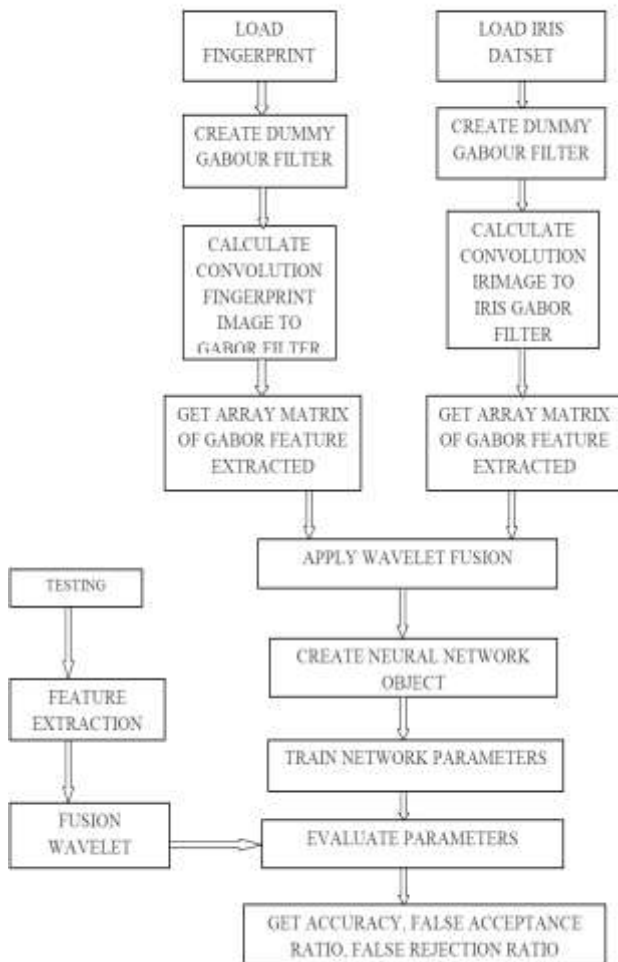 LOAD
FINGERPRINT
CREATE DUMMY
GABOUR FILTER
CALCULATE
CONVOLUTION
FINGERPRINT
IMAGE TO
GABOR FILTER
GET ARRAY MATRIX
OF GABOR FEATURE
EXTRACTED
LOAD IRIS
DATSET
CREATE DUMMY
GABOUR FILTER
CALCULATE
CONVOLUTION
IRIMAGE TO
IRIS GABOR
FILTER
GET ARRAY MATRIX
OF GABOR FEATURE
EXTRACTED
APPLY WAVELET FUSION
CREATE NEURAL NETWORK
OBJECT
TRAIN NETWORK PARAMETERS
TESTING
FEATURE
EXTRACTION
FUSION
WAVELET
EVALUATE PARAMETERS
GET ACCURACY, FALSE ACCEPTANCE
RATIO, FALSE REJECTION RATIO